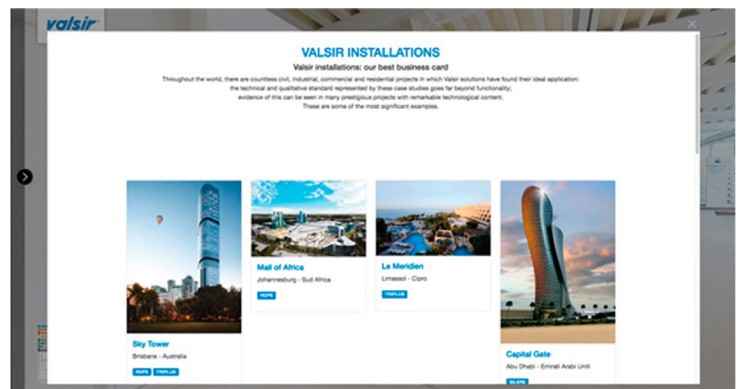 valsir
VALSIR INSTALLATIONS
Valsir installations: our best business card
Throughout the world, there are countless civil, industrial, commercial and residential projects in which Valsir solutions have found their ideal application:
the technical and qualitative standard represented by these case studies goes far beyond functionality;
evidence of this can be seen in many prestigious projects with remarkable technological content.
These are some of the most significant examples.
Mall of Africa
Johannesburg - Sud Africa
HDPE
Le Meridien
Limassol - Cipro
TRIPLUS
Sky Tower
Brisbane - Australia
HDPE TRIPLUS
Capital Gate
Abu Dhabi - Emirati Arabi Uniti
SILERE